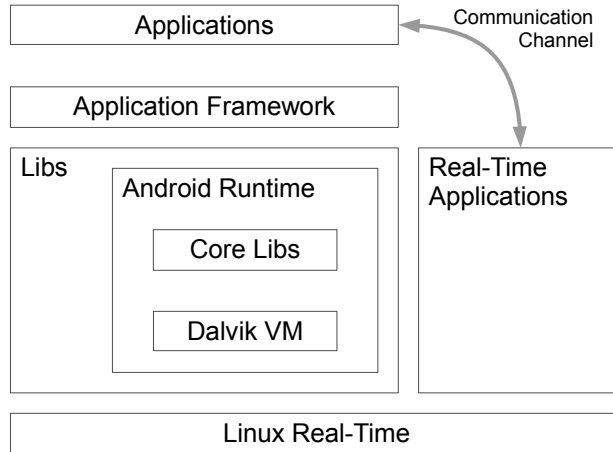 Applications
Communication
Channel
Application Framework
Libs
Android Runtime
Core Libs
Dalvik VM
Real-Time
Applications
Linux Real-Time